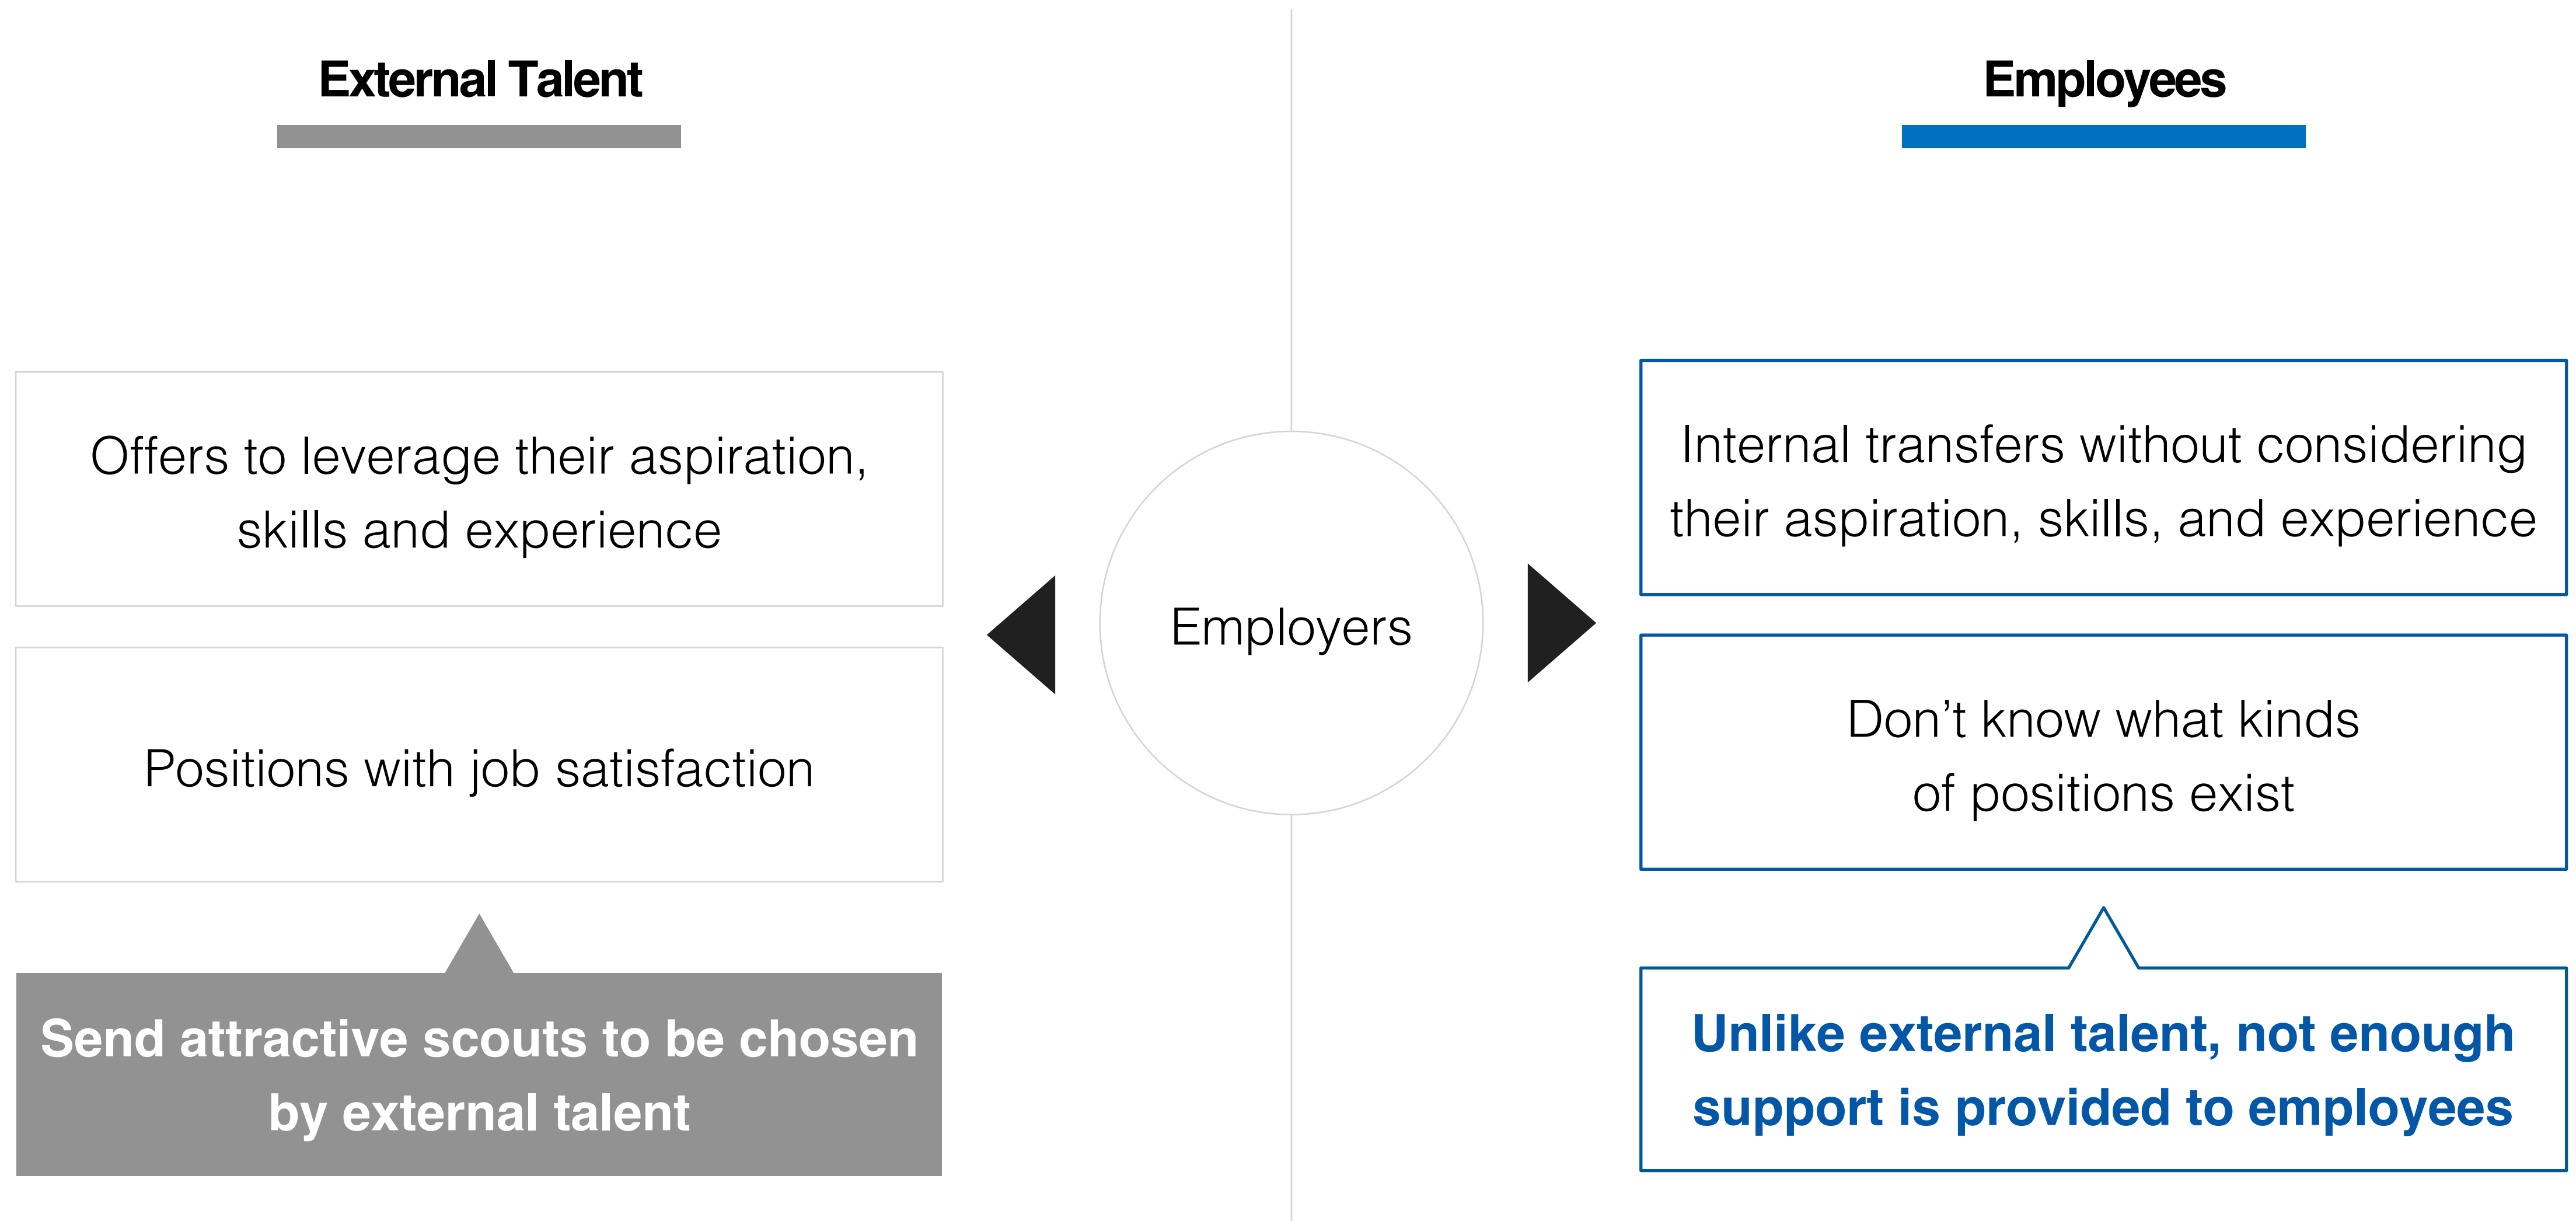 External Talent
Offers to leverage their aspiration,
skills and experience
Positions with job satisfaction
Send attractive scouts to be chosen
by external talent
Employers
Employees
Internal transfers without considering
their aspiration, skills, and experience
Don’t know what kinds
of positions exist
Unlike external talent, not enough
support is provided to employees